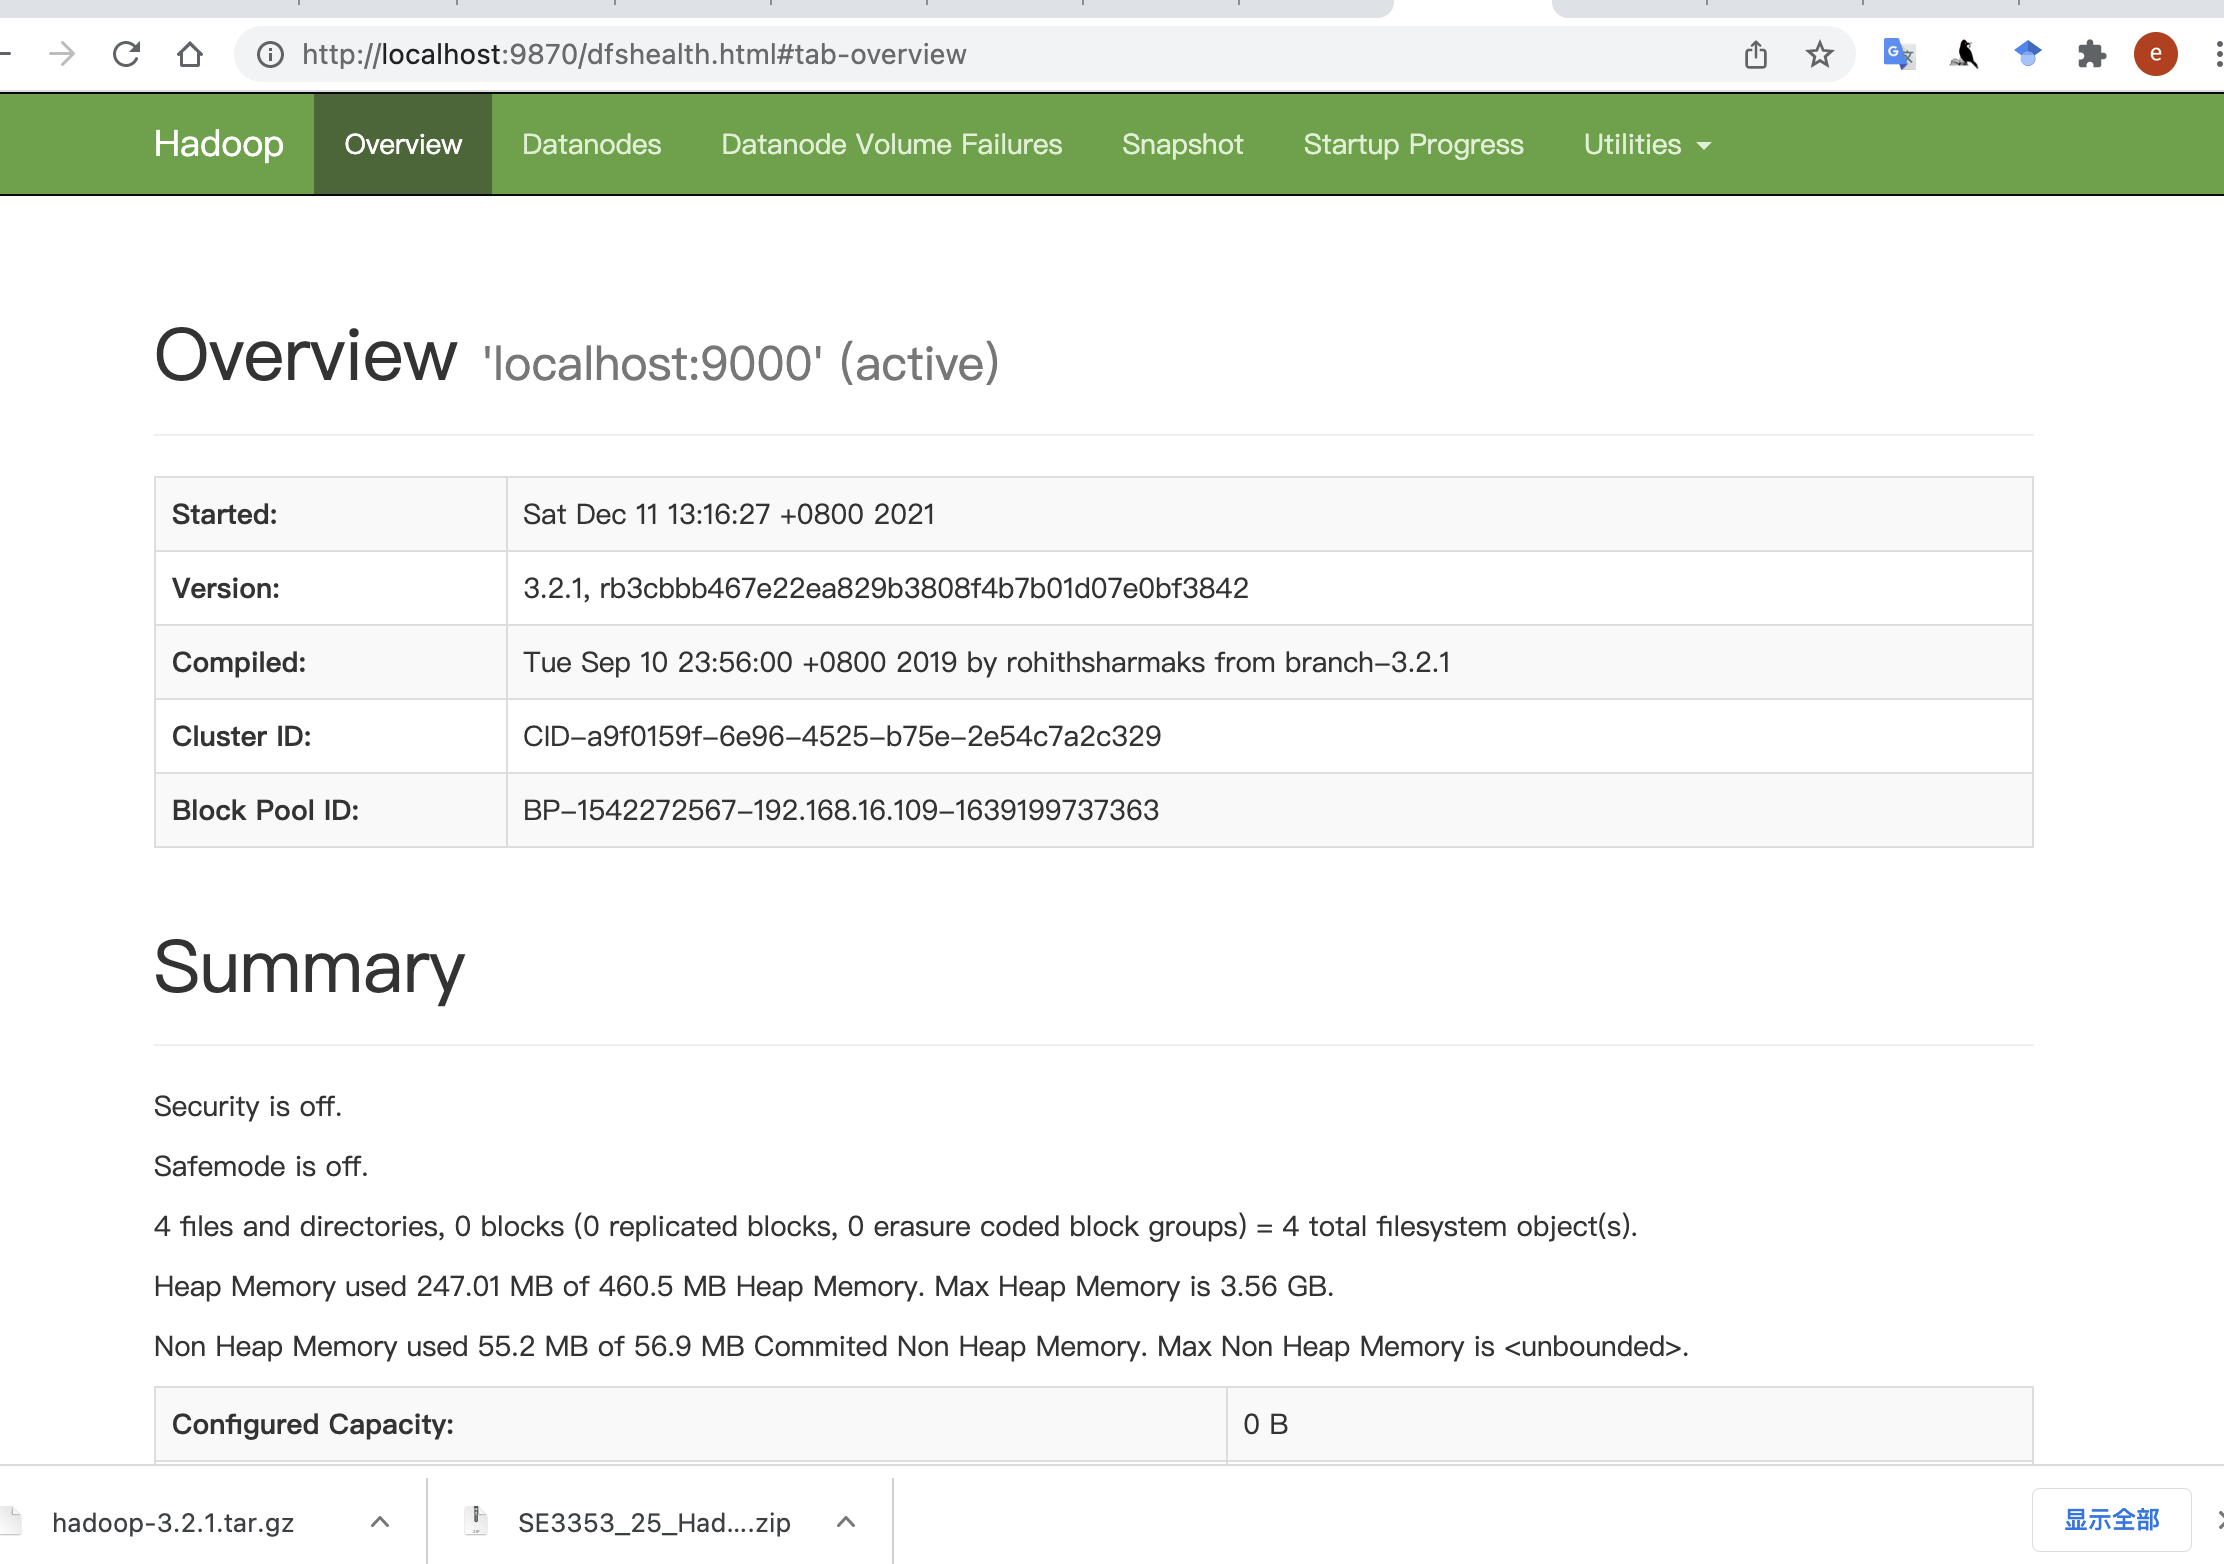 http://localhost:9870/dfshealth.html#tab-overview
e
Hadoop Overview Datanodes Datanode Volume Failures Snapshot Startup Progress Utilities
Overview 'localhost:9000' (active)
Started: Sat Dec 11 13:16:27 +0800 2021
Version: 3.2.1, rb3cbbb467e22ea829b3808f4b7b01d07e0bf3842
Compiled: Tue Sep 10 23:56:00 +0800 2019 by rohithsharmaks from branch-3.2.1
Cluster ID: CID-a9f0159f-6e96-4525-b75e-2e54c7a2c329
Block Pool ID: BP-1542272567-192.168.16.109-1639199737363
Summary
Security is off.
Safemode is off.
4 files and directories, 0 blocks (0 replicated blocks, 0 erasure coded block groups) = 4 total filesystem object(s).
Heap Memory used 247.01 MB of 460.5 MB Heap Memory. Max Heap Memory is 3.56 GB.
Non Heap Memory used 55.2 MB of 56.9 MB Commited Non Heap Memory. Max Non Heap Memory is <unbounded>.
Configured Capacity: 0 B
hadoop-3.2.1.tar.gz SE3353_25_Had....zip 显示全部